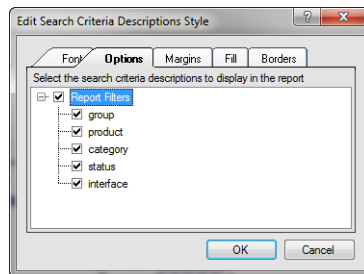 Edit Search Criteria Descriptions Style
Font Options Margins Fill Borders
Select the search criteria descriptions to display in the report
Report Filters
group
product
category
status
interface
OK Cancel